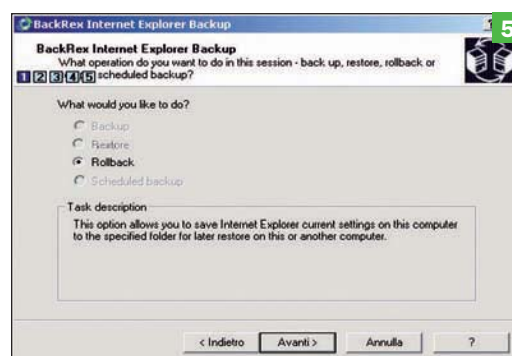 BackRex Internet Explorer Backup
5
BackRex Internet Explorer Backup
What operation do you want to do in this session - back up, restore, rollback or
1 2 3 4 5 scheduled backup?
What would you like to do?
Backup
Restore
Rollback
Scheduled backup
Task description
This option allows you to save Internet Explorer current settings on this computer
to the specified folder for later restore on this or another computer.
< Indietro Avanti > Annulla ?